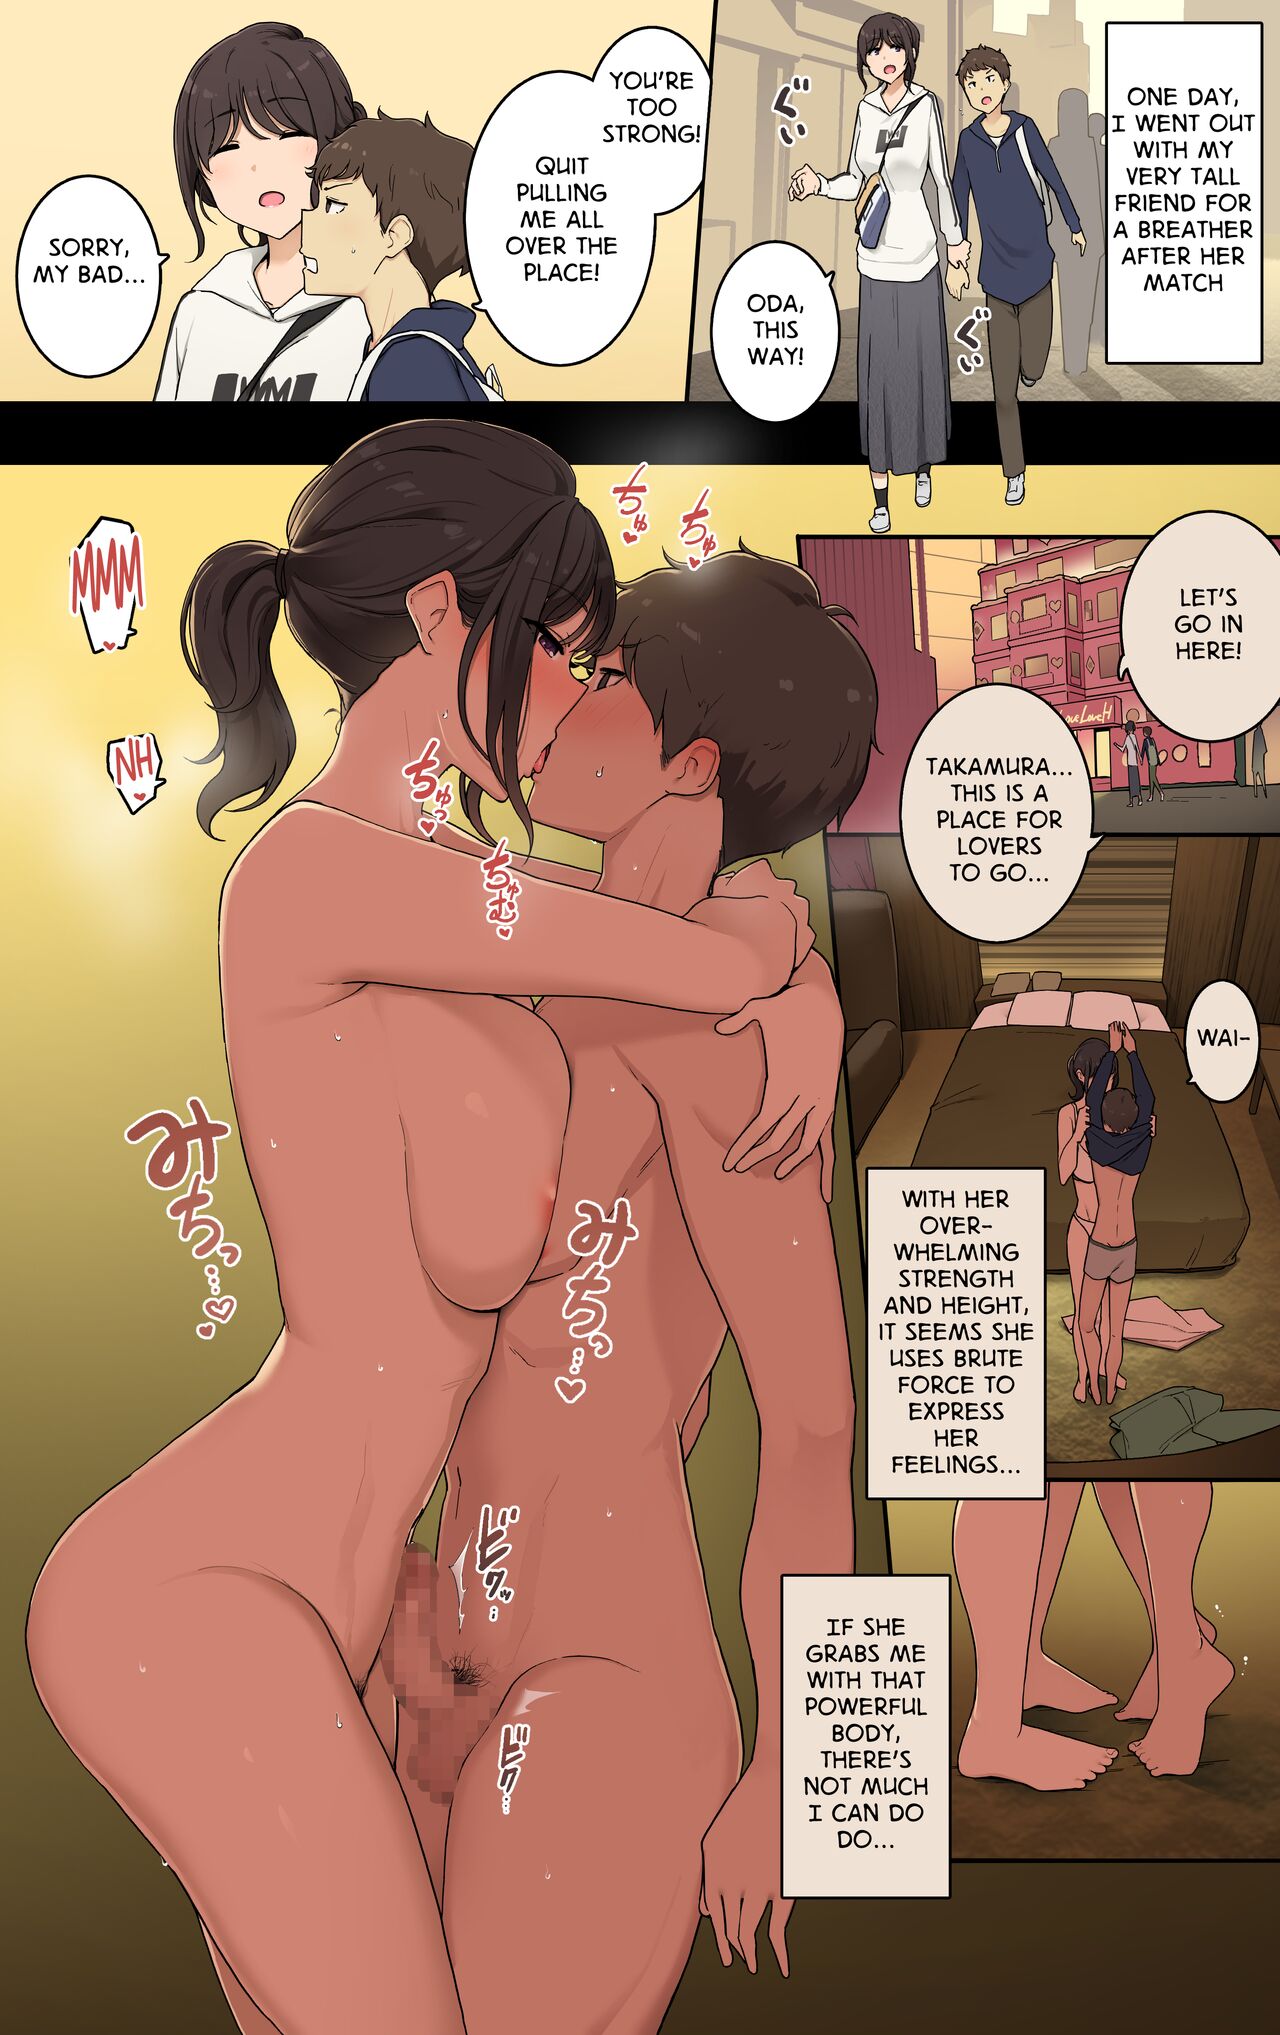 ONE DAY,
I WENT OUT
WITH MY
VERY TALL
FRIEND FOR
A BREATHER
AFTER HER
MATCH
ぐい
ぐい
ODA,
THIS
WAY!
YOU'RE
TOO
STRONG!
QUIT
PULLING
ME ALL
OVER THE
PLACE!
SORRY,
MY BAD...
LET'S
GO IN
HERE!
TAKAMURA...
THIS IS A
PLACE FOR
LOVERS
TO GO...
WAI-
WITH HER
OVER-
WHELMING
STRENGTH
AND HEIGHT,
IT SEEMS SHE
USES BRUTE
FORCE TO
EXPRESS
HER
FEELINGS...
IF SHE
GRABS ME
WITH THAT
POWERFUL
BODY,
THERE'S
NOT MUCH
I CAN DO
DO...
ちゅ♥
ちゅ♥
MMM♥
NH♥
ちゅっ♥
ちゅむ♥
みちっ…♡
みちっ…♡
ビクッ…
ビク…